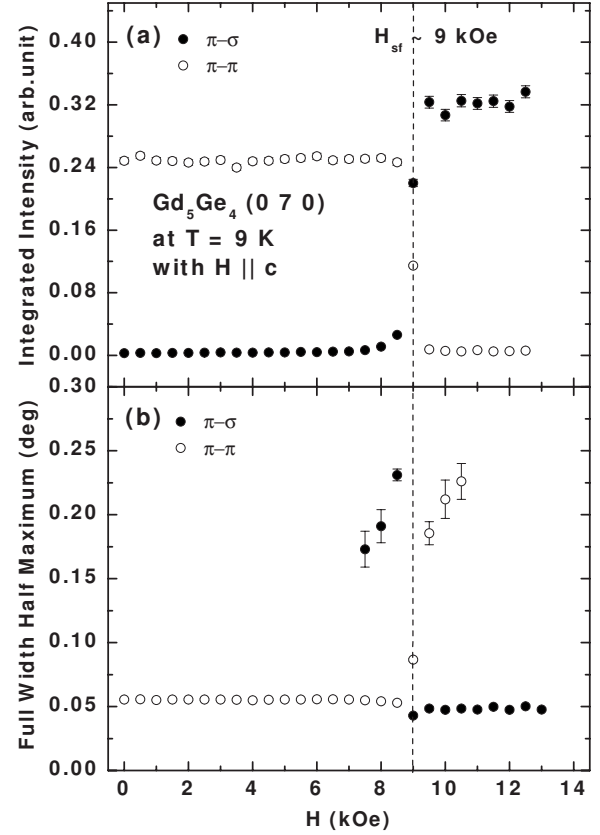 (a)
π−σ
π−π
H_sf ~ 9 kOe
Gd5Ge4 (0 7 0)
at T = 9 K
with H || c
Integrated Intensity (arb.unit)
0.40
0.32
0.24
0.16
0.08
0.00
0.30
(b)
π−σ
π−π
Full Width Half Maximum (deg)
0.25
0.20
0.15
0.10
0.05
0.00
0 2 4 6 8 10 12 14
H (kOe)